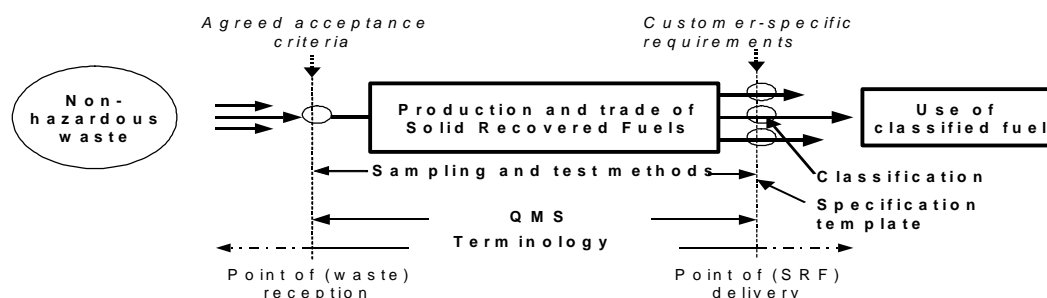 Agreed acceptance
criteria
Customer-specific
requirements
Non-
hazardous
waste
Production and trade of
Solid Recovered Fuels
Use of
classified fuel
Sampling and test methods
Classification
Specification
template
QMS
Terminology
Point of (waste)
reception
Point of (SRF)
delivery